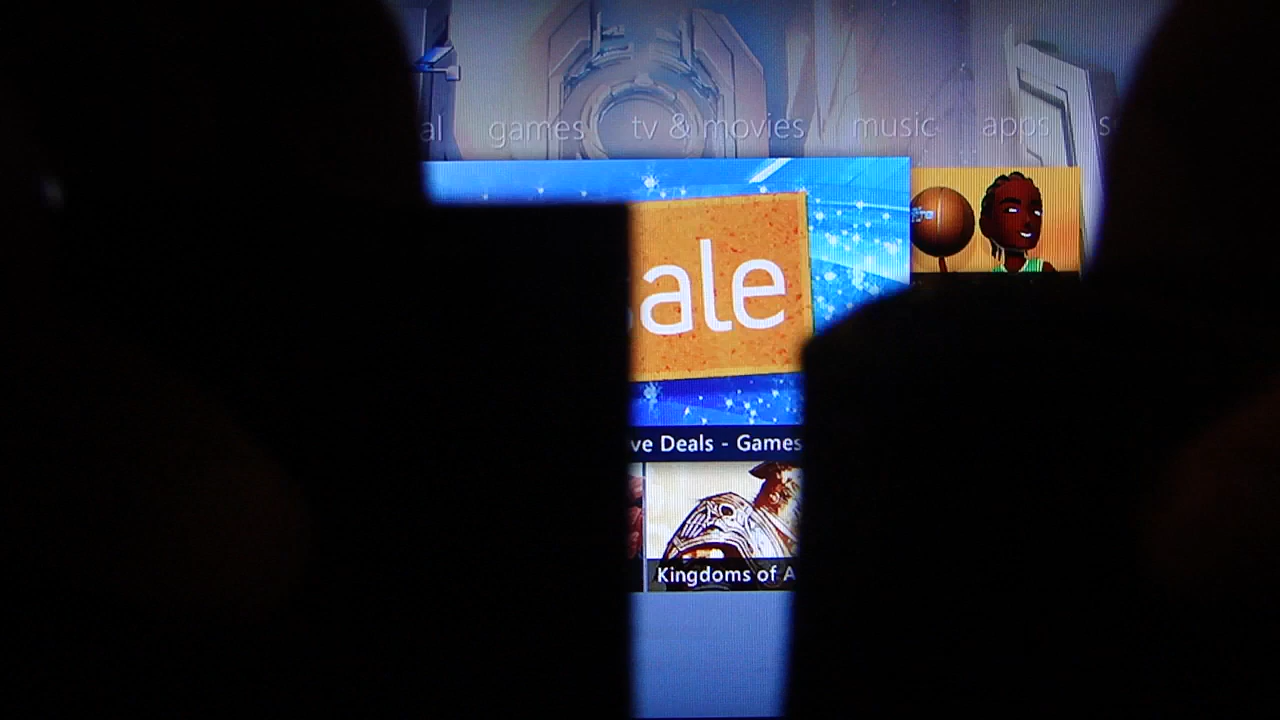 al games tv & movies music apps s
ale
ve Deals - Games
Kingdoms of A